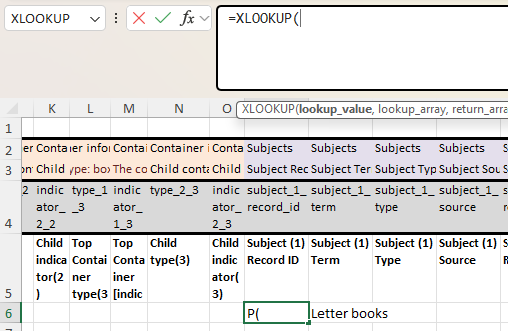 XLOOKUP
fx
=XLOOKUP(
XLOOKUP(lookup_value, lookup_array, return_arra
K L M N O
1
2 er Contai er infor Contai Container i Conta Subjects Subjects Subjects Subjects
3 on Child ype: box The co Child conta Child Subject Rec Subject Ter Subject Typ Subject Sou S
4
2 indic type_1 indic type_2_3 indic subject_1_ subject_1_ subject_1_ subject_1_ s
ator_ _3 ator_ ator_ record_id term type source
2_2 1_3 2_3
Child Top Top Child Child Subject (1) Subject (1) Subject (1) Subject (1)
indica Contai Conta type(3) indic Record ID Term Type Source
tor(2 ner iner ator(
5 ) type(3 [indic 3)
6 P( Letter books